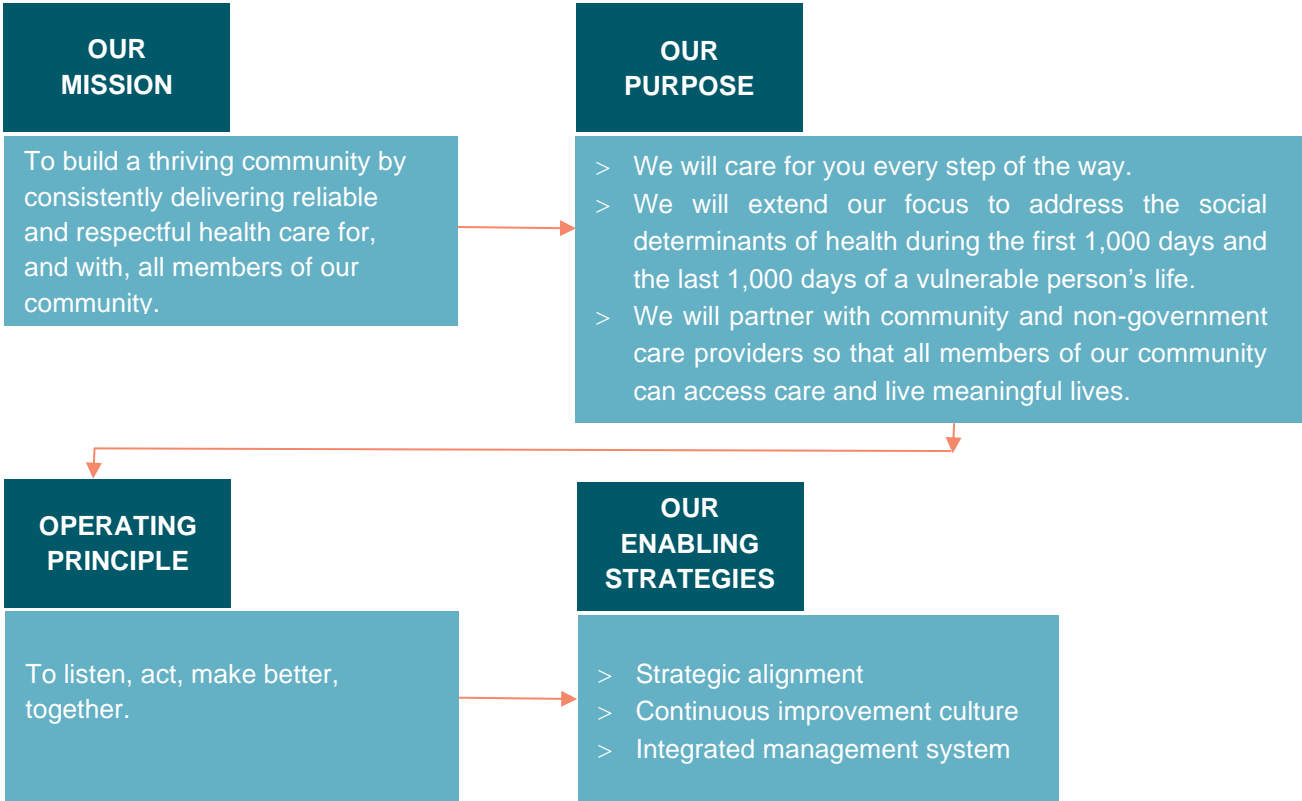 OUR
MISSION
To build a thriving community by
consistently delivering reliable
and respectful health care for,
and with, all members of our
community.
OUR
PURPOSE
> We will care for you every step of the way.
> We will extend our focus to address the social
determinants of health during the first 1,000 days and
the last 1,000 days of a vulnerable person’s life.
> We will partner with community and non-government
care providers so that all members of our community
can access care and live meaningful lives.
OPERATING
PRINCIPLE
To listen, act, make better,
together.
OUR
ENABLING
STRATEGIES
> Strategic alignment
> Continuous improvement culture
> Integrated management system